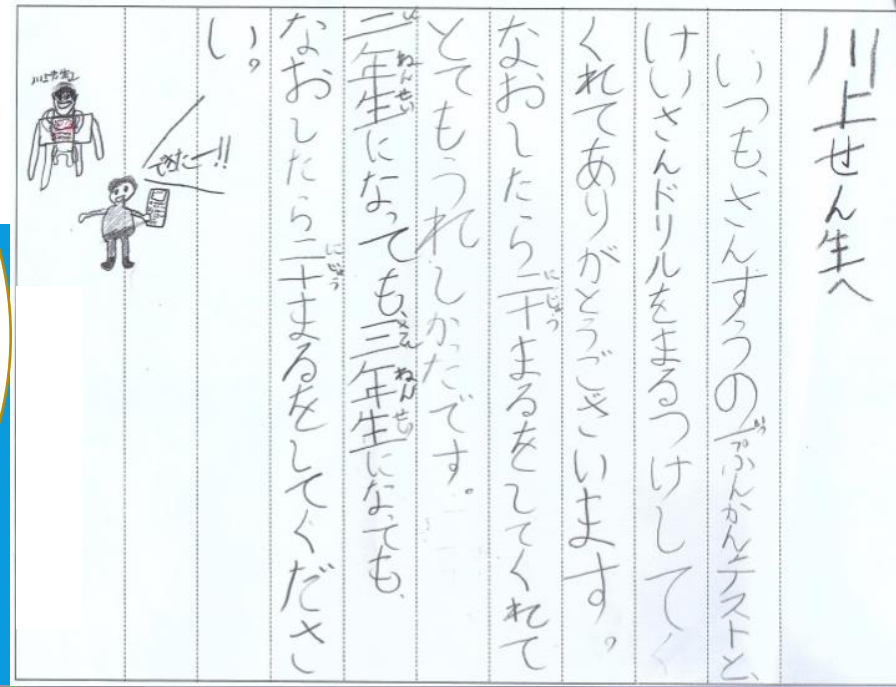 川上せん生へ
いつも、さんすうの一ぷんかんテストと、
けいさんドリルをまるつけしてく
くれてありがとうございます。
なおしたら二十まるをしてくれて
とてもうれしかったです。
二年生になっても、三年生になっても、
なおしたら二十まるをしてくださ
い。
できたー!!
川上先生